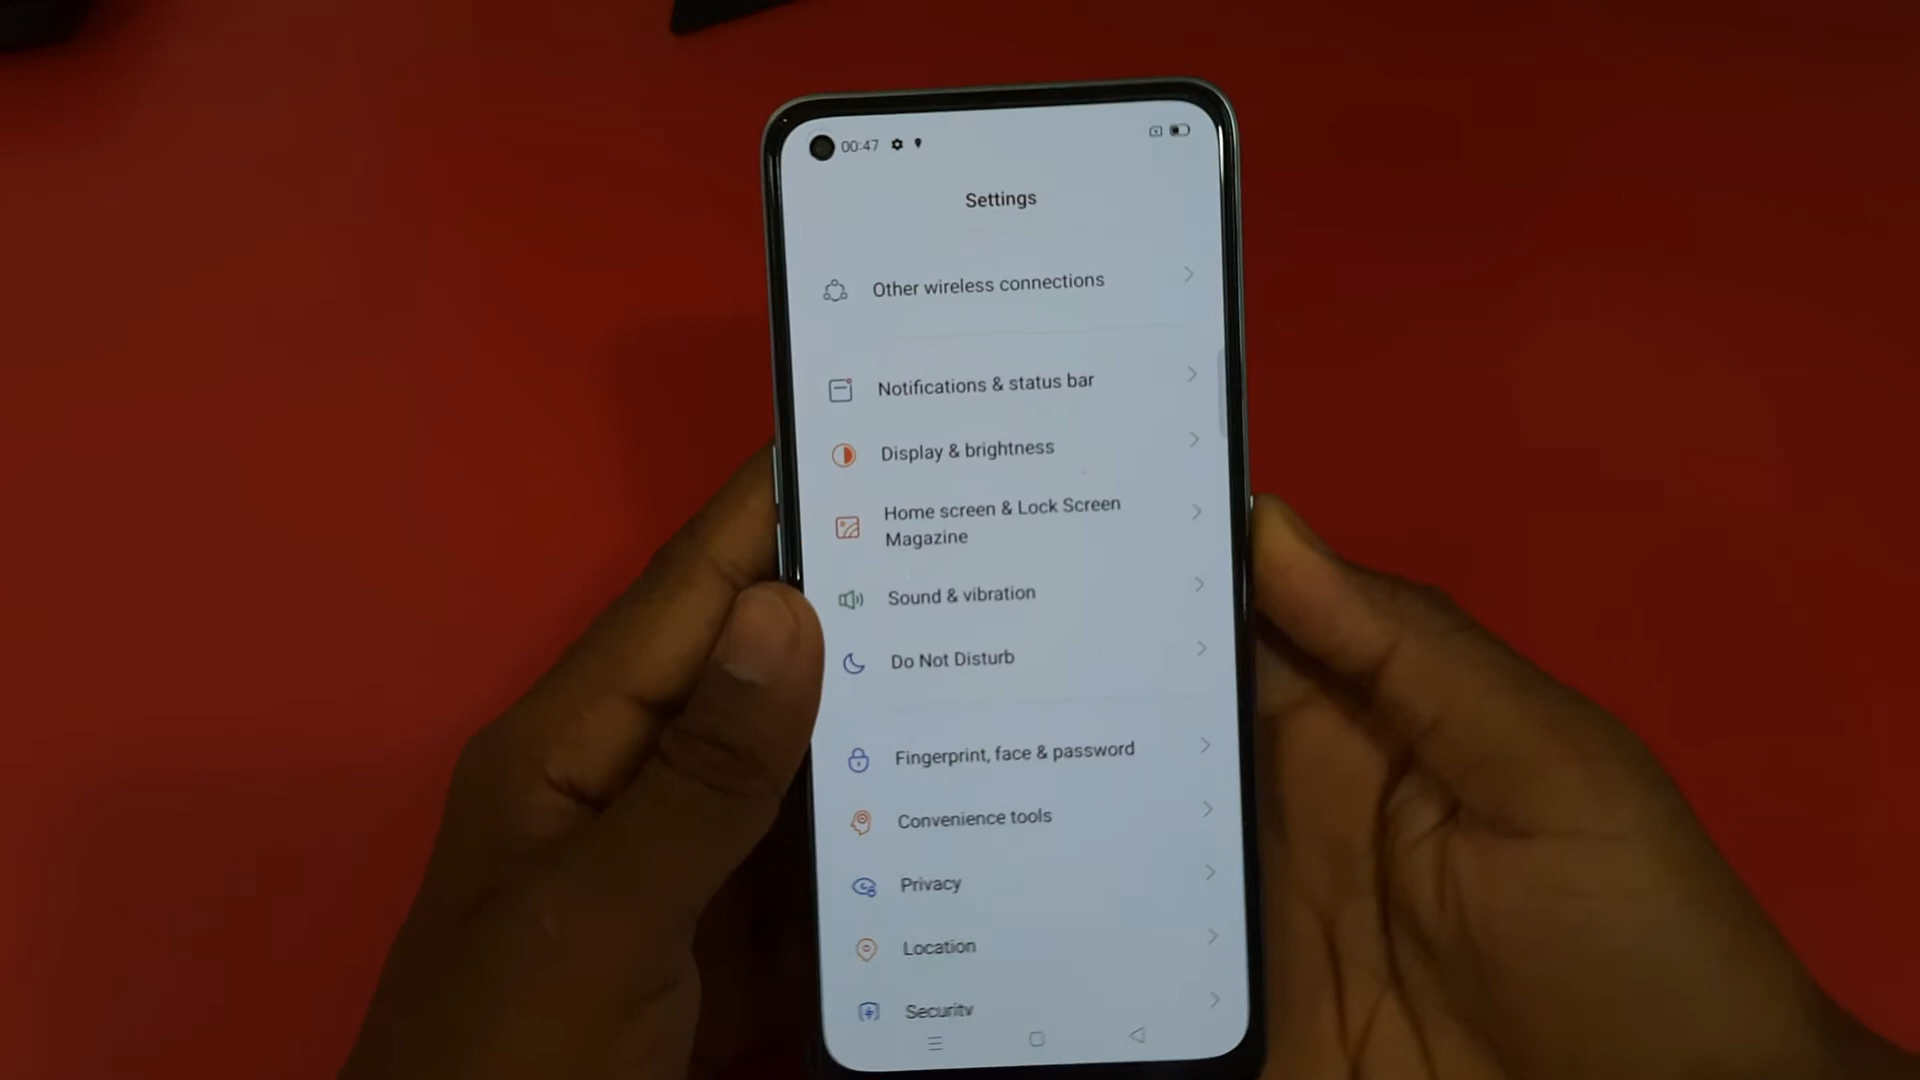 00:47
Settings
Other wireless connections
Notifications & status bar
Display & brightness
Home screen & Lock Screen
Magazine
Sound & vibration
Do Not Disturb
Fingerprint, face & password
Convenience tools
Privacy
Location
Security